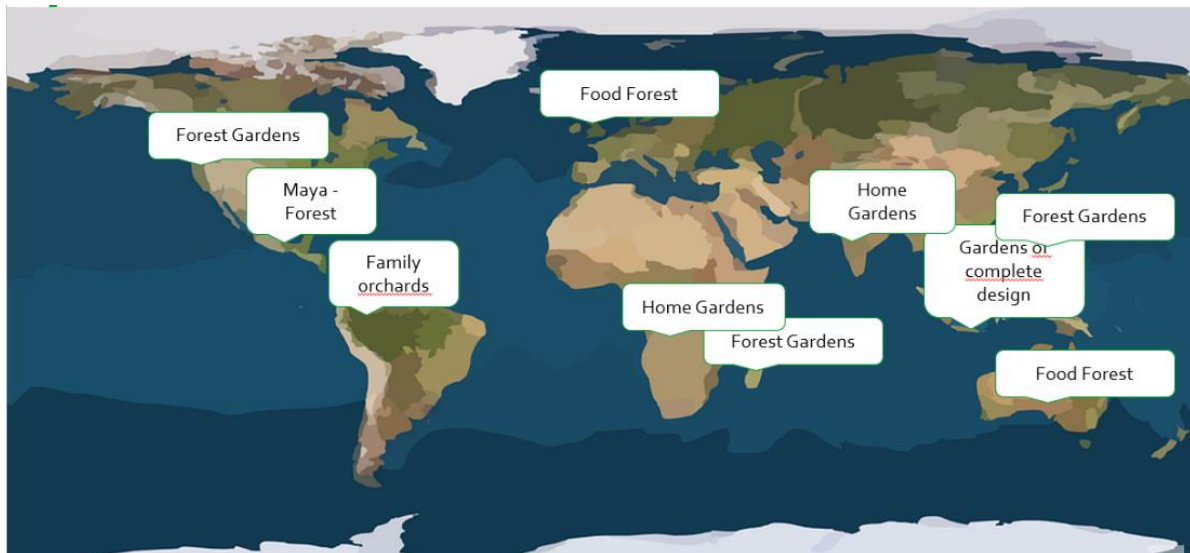 Food Forest
Forest Gardens
Maya -
Forest
Home
Gardens
Forest Gardens
Gardens of
complete
design
Family
orchards
Home Gardens
Forest Gardens
Food Forest